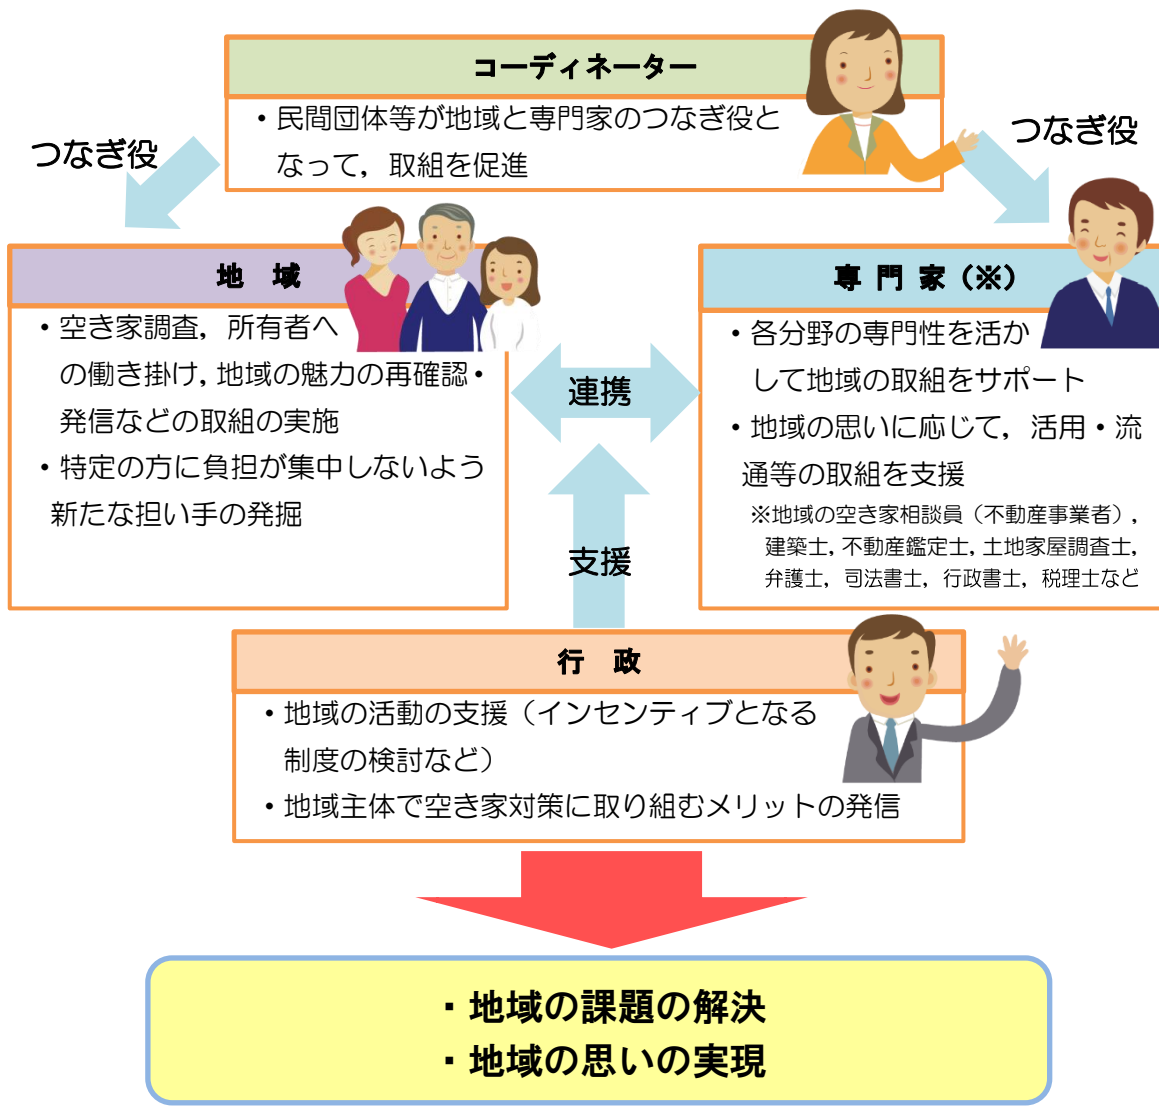 コーディネーター
・民間団体等が地域と専門家のつなぎ役と
なって，取組を促進
つなぎ役
つなぎ役
地　域
・空き家調査，所有者へ
の働き掛け，地域の魅力の再確認・
発信などの取組の実施
・特定の方に負担が集中しないよう
新たな担い手の発掘
連携
専 門 家（※）
・各分野の専門性を活か
して地域の取組をサポート
・地域の思いに応じて，活用・流
通等の取組を支援
※地域の空き家相談員（不動産事業者），
建築士，不動産鑑定士，土地家屋調査士，
弁護士，司法書士，行政書士，税理士など
支援
行　政
・地域の活動の支援（インセンティブとなる
制度の検討など）
・地域主体で空き家対策に取り組むメリットの発信
・地域の課題の解決
・地域の思いの実現